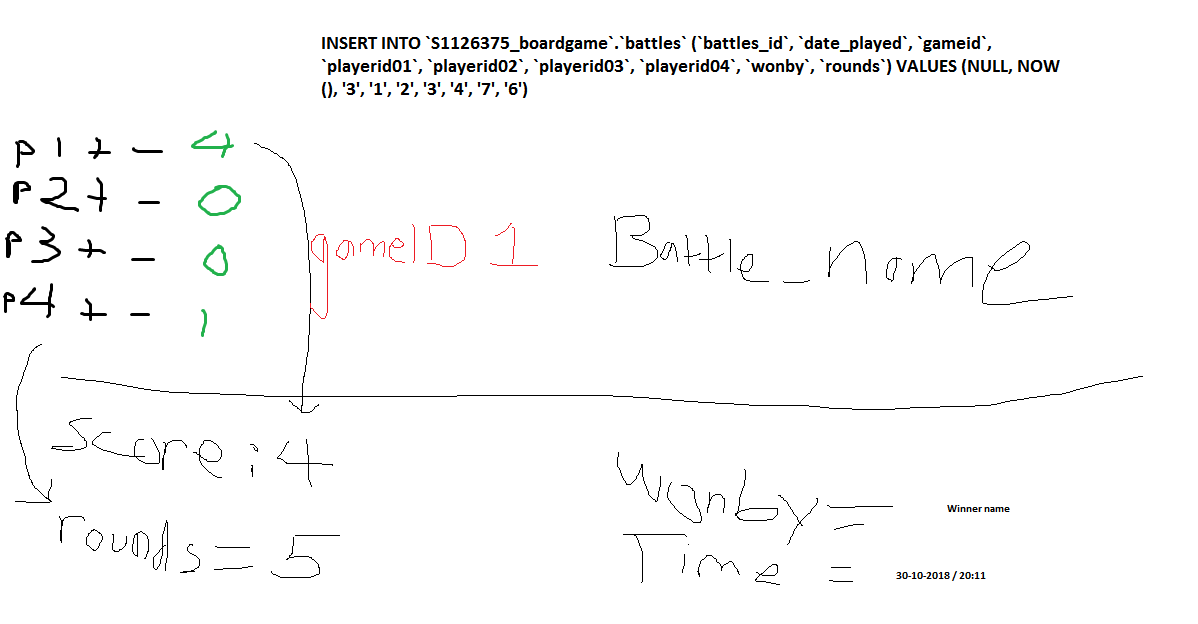 INSERT INTO `S1126375_boardgame`.`battles` (`battles_id`, `date_played`, `gameid`,
`playerid01`, `playerid02`, `playerid03`, `playerid04`, `wonby`, `rounds`) VALUES (NULL, NOW
(), '3', '1', '2', '3', '4', '7', '6')
P1+ - 4
P2+ - 0
P3+ - 0
P4+ - 1
gameID 1
Battle_name
score: 4
rounds = 5
Wonby = Winner name
Time = 30-10-2018 / 20:11